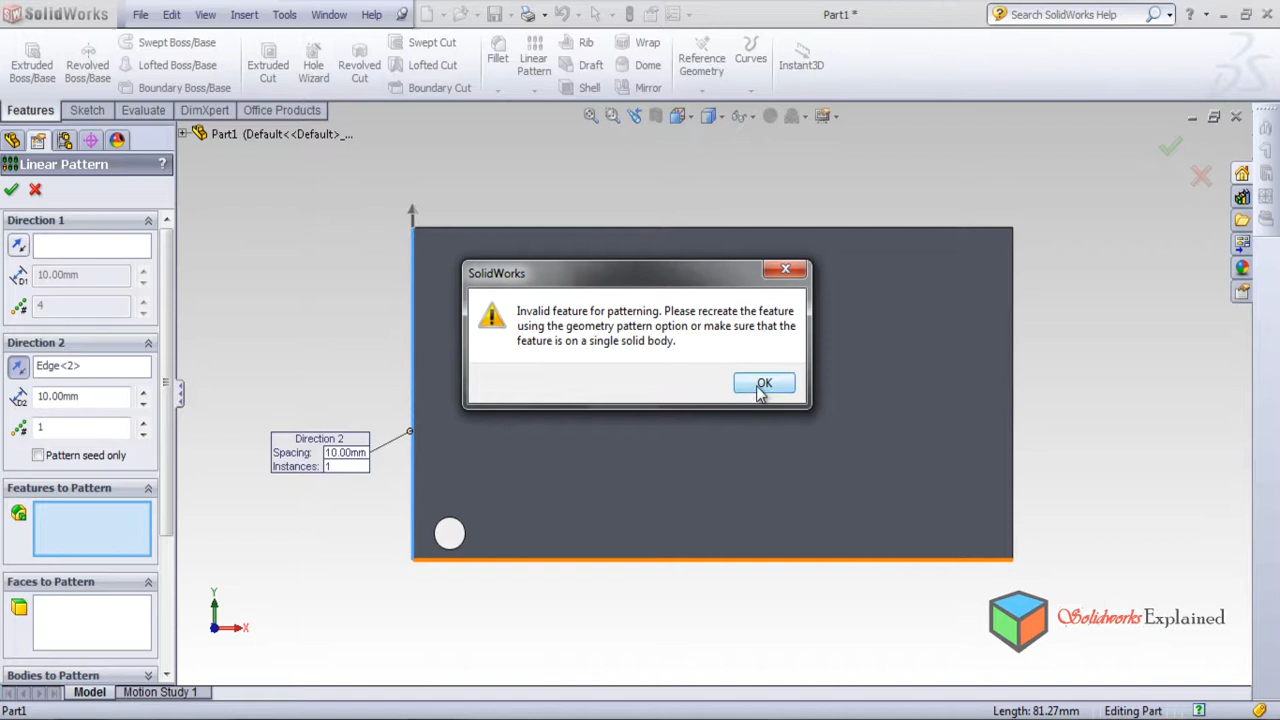 SolidWorks
File
Edit
View
Insert
Tools
Window
Help
Part1 *
Search SolidWorks Help
Extruded Boss/Base
Revolved Boss/Base
Swept Boss/Base
Lofted Boss/Base
Boundary Boss/Base
Extruded Cut
Hole Wizard
Revolved Cut
Swept Cut
Lofted Cut
Boundary Cut
Fillet
Linear Pattern
Rib
Draft
Shell
Wrap
Dome
Mirror
Reference Geometry
Curves
Instant3D
Features
Sketch
Evaluate
DimXpert
Office Products
Part1 (Default<<Default>_...
Linear Pattern
?
Direction 1
10.00mm
4
Direction 2
Edge<2>
10.00mm
1
Pattern seed only
Features to Pattern
Faces to Pattern
Bodies to Pattern
SolidWorks
Invalid feature for patterning. Please recreate the feature
using the geometry pattern option or make sure that the
feature is on a single solid body.
OK
Direction 2
Spacing: 10.00mm
Instances: 1
Y
X
Solidworks Explained
Model
Motion Study 1
Part1
Length: 81.27mm
Editing Part